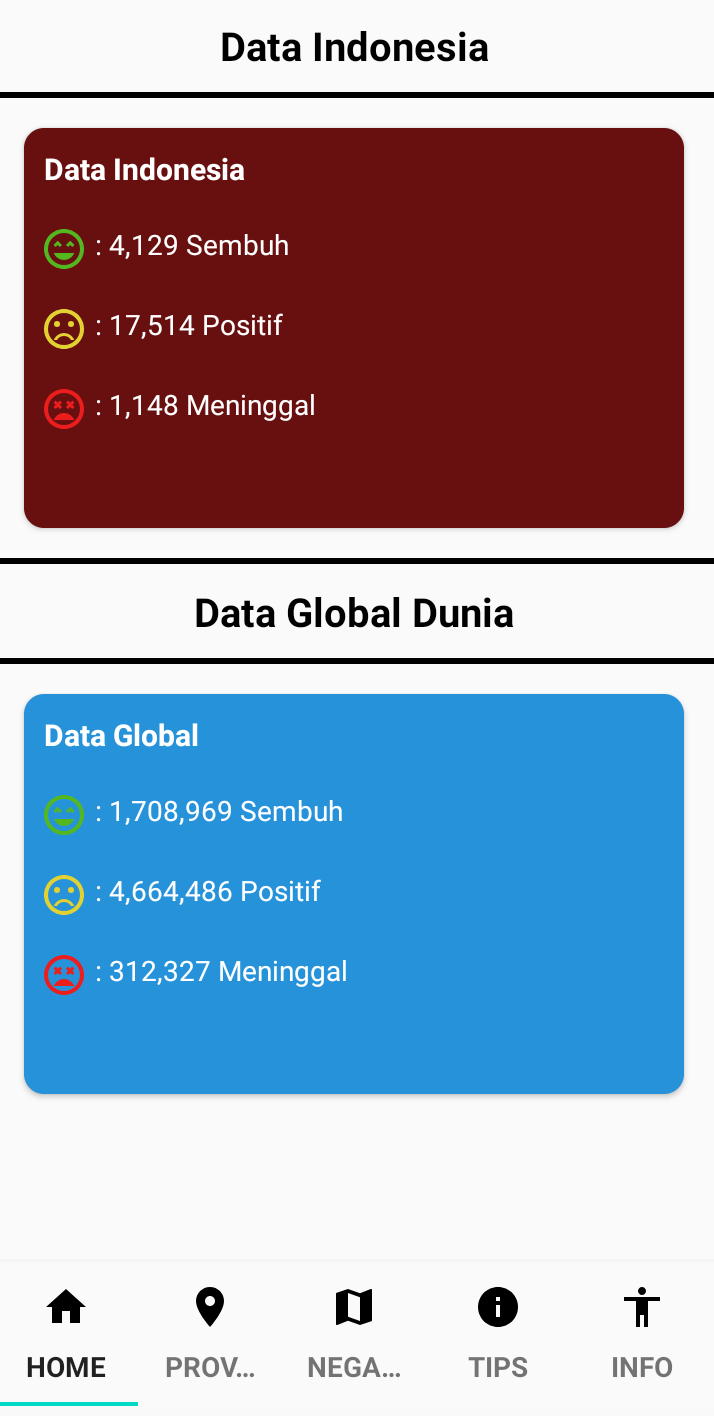 Data Indonesia
Data Indonesia
: 4,129 Sembuh
: 17,514 Positif
: 1,148 Meninggal
Data Global Dunia
Data Global
: 1,708,969 Sembuh
: 4,664,486 Positif
: 312,327 Meninggal
HOME PROV... NEGA... TIPS INFO